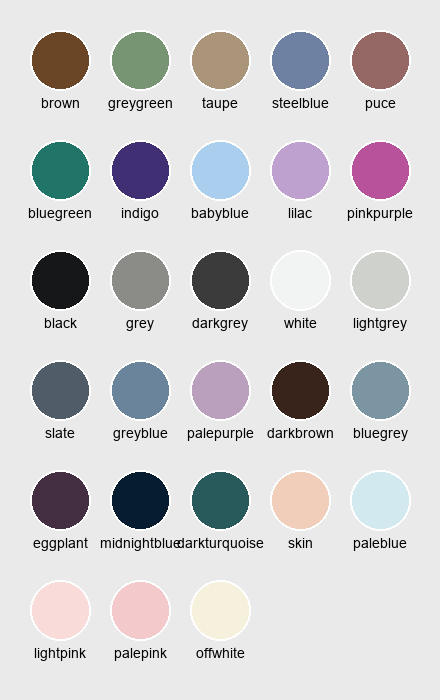 brown greygreen taupe steelblue puce
bluegreen indigo babyblue lilac pinkpurple
black grey darkgrey white lightgrey
slate greyblue palepurple darkbrown bluegrey
eggplant midnightblue darkturquoise skin paleblue
lightpink palepink offwhite